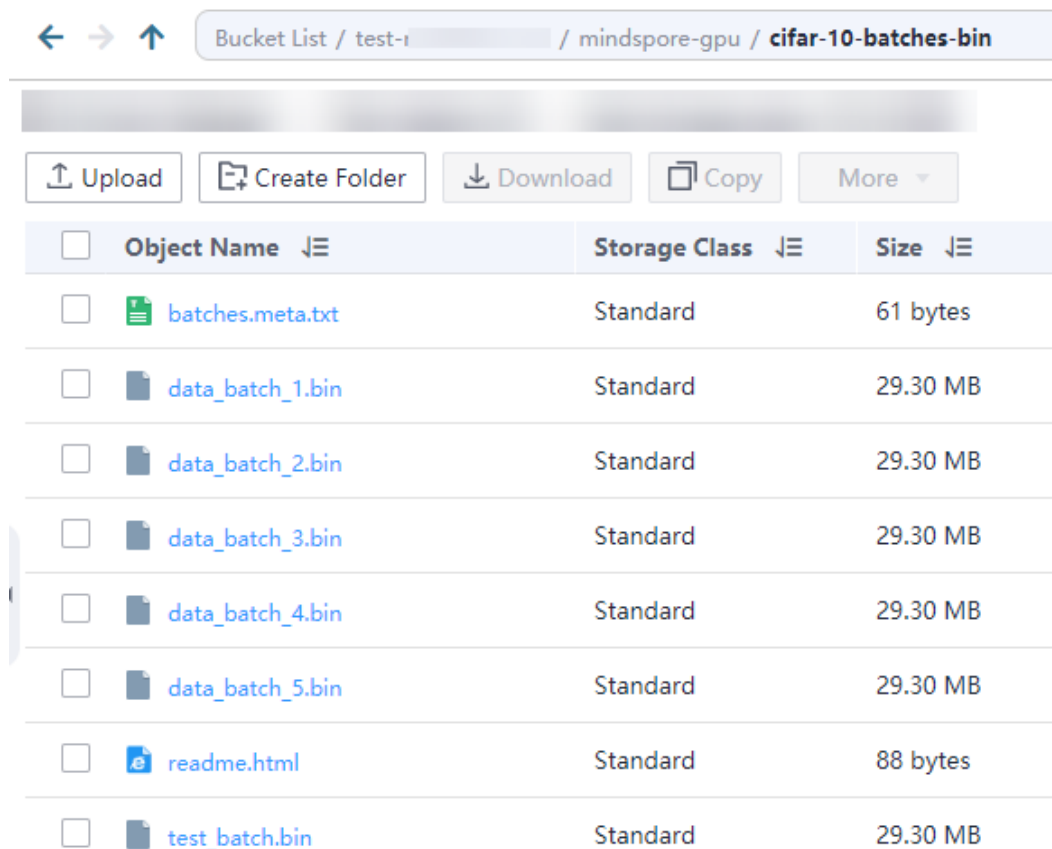 Bucket List / test- / mindspore-gpu / cifar-10-batches-bin
Upload Create Folder Download Copy More
Object Name Storage Class Size
batches.meta.txt Standard 61 bytes
data_batch_1.bin Standard 29.30 MB
data_batch_2.bin Standard 29.30 MB
data_batch_3.bin Standard 29.30 MB
data_batch_4.bin Standard 29.30 MB
data_batch_5.bin Standard 29.30 MB
readme.html Standard 88 bytes
test_batch.bin Standard 29.30 MB